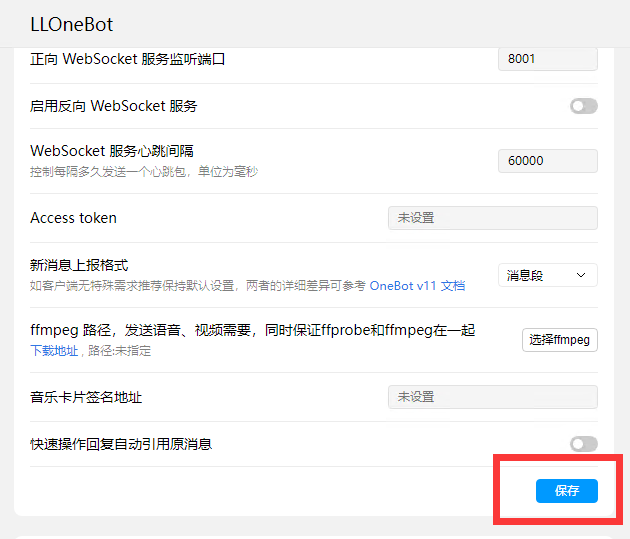 LLOneBot
正向 WebSocket 服务监听端口
8001
启用反向 WebSocket 服务
WebSocket 服务心跳间隔
控制每隔多久发送一个心跳包，单位为毫秒
60000
Access token
未设置
新消息上报格式
如客户端无特殊需求推荐保持默认设置，两者的详细差异可参考 OneBot v11 文档
消息段
ffmpeg 路径，发送语音、视频需要，同时保证ffprobe和ffmpeg在一起
下载地址 , 路径:未指定
选择ffmpeg
音乐卡片签名地址
未设置
快速操作回复自动引用原消息
保存